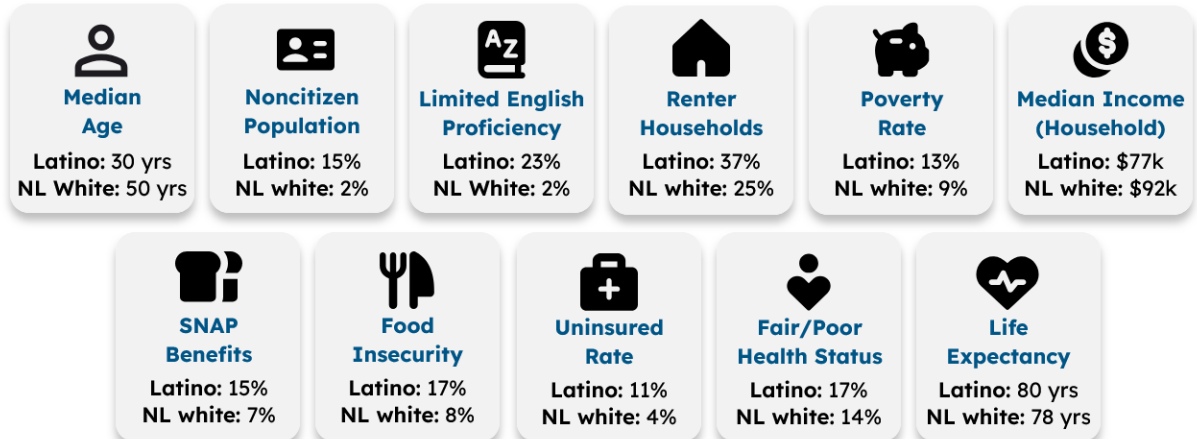 Median
Age
Latino: 30 yrs
NL White: 50 yrs
Noncitizen
Population
Latino: 15%
NL white: 2%
A Z
Limited English
Proficiency
Latino: 23%
NL White: 2%
Renter
Households
Latino: 37%
NL white: 25%
Poverty
Rate
Latino: 13%
NL white: 9%
$
Median Income
(Household)
Latino: $77k
NL white: $92k
SNAP
Benefits
Latino: 15%
NL white: 7%
Food
Insecurity
Latino: 17%
NL white: 8%
Uninsured
Rate
Latino: 11%
NL white: 4%
Fair/Poor
Health Status
Latino: 17%
NL white: 14%
Life
Expectancy
Latino: 80 yrs
NL white: 78 yrs